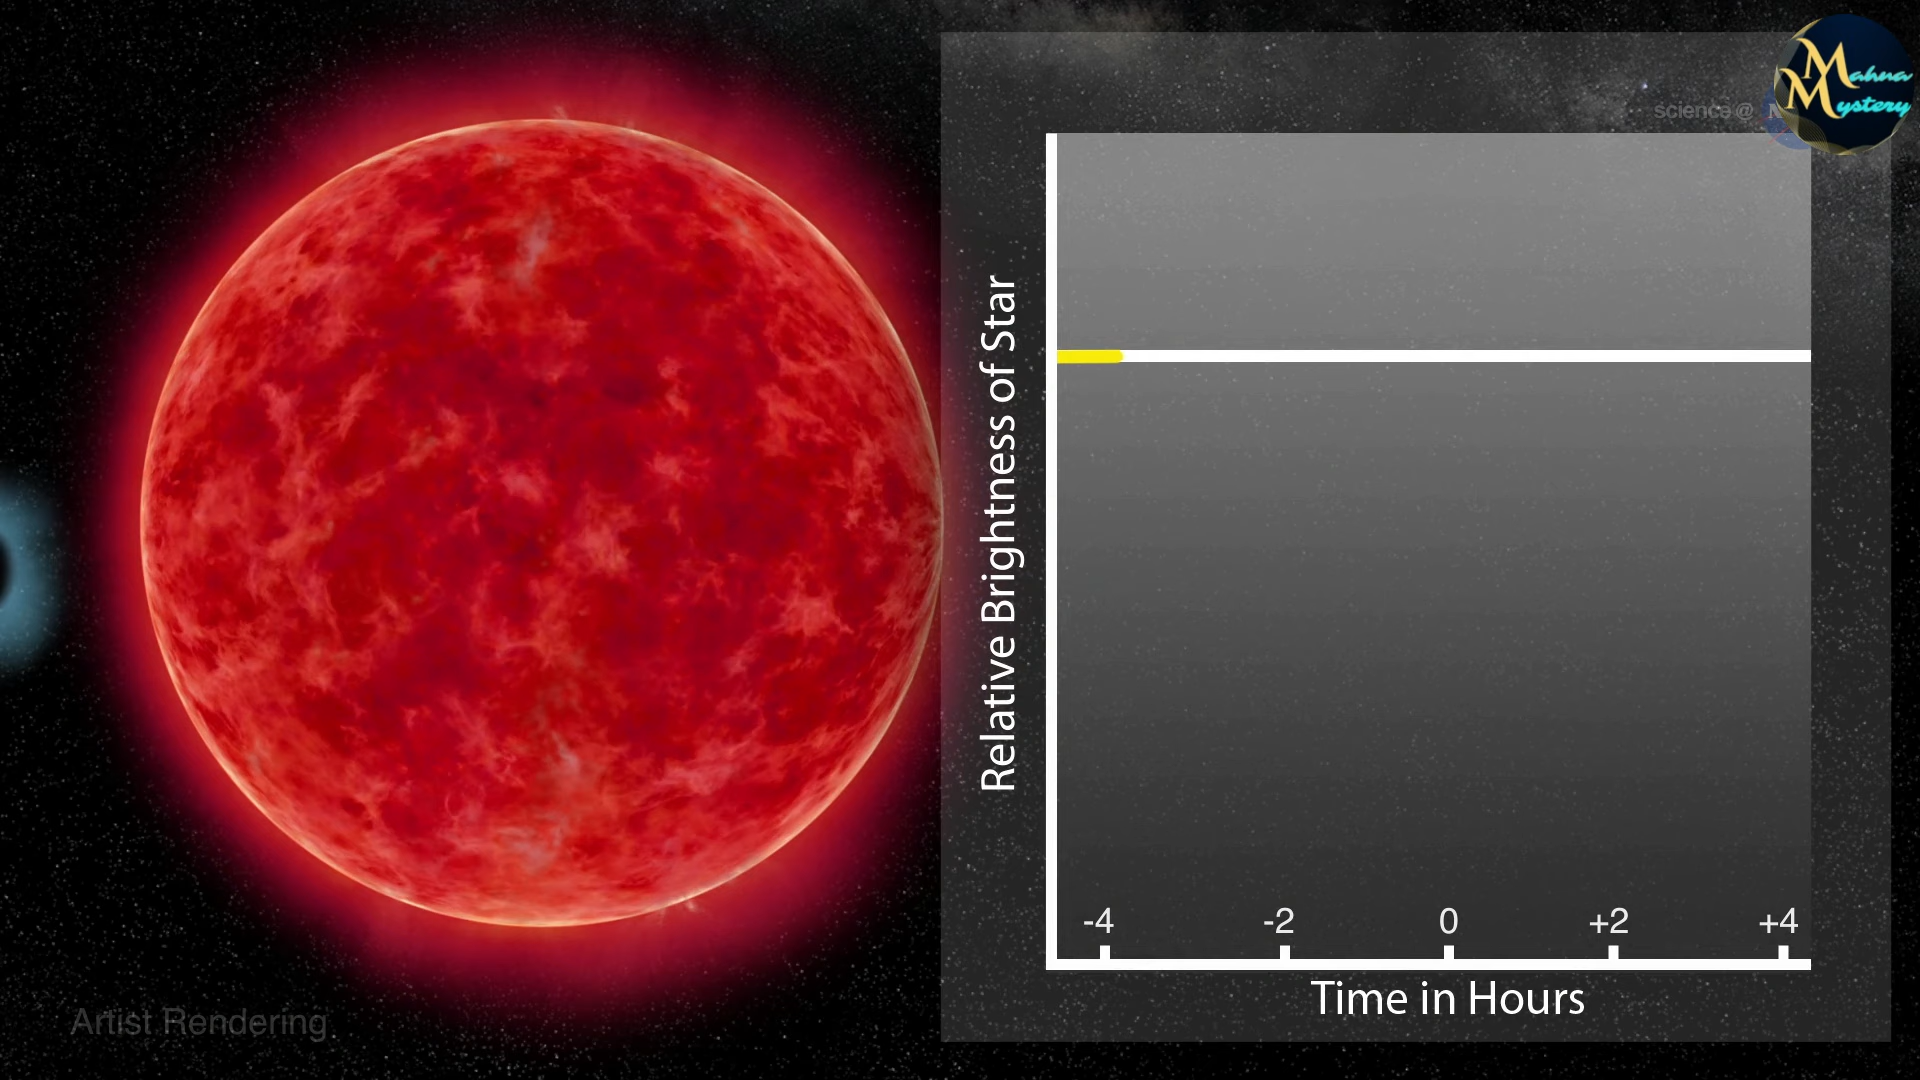 Mahna
Mystery
science@
Relative Brightness of Star
-4 -2 0 +2 +4
Time in Hours
Artist Rendering